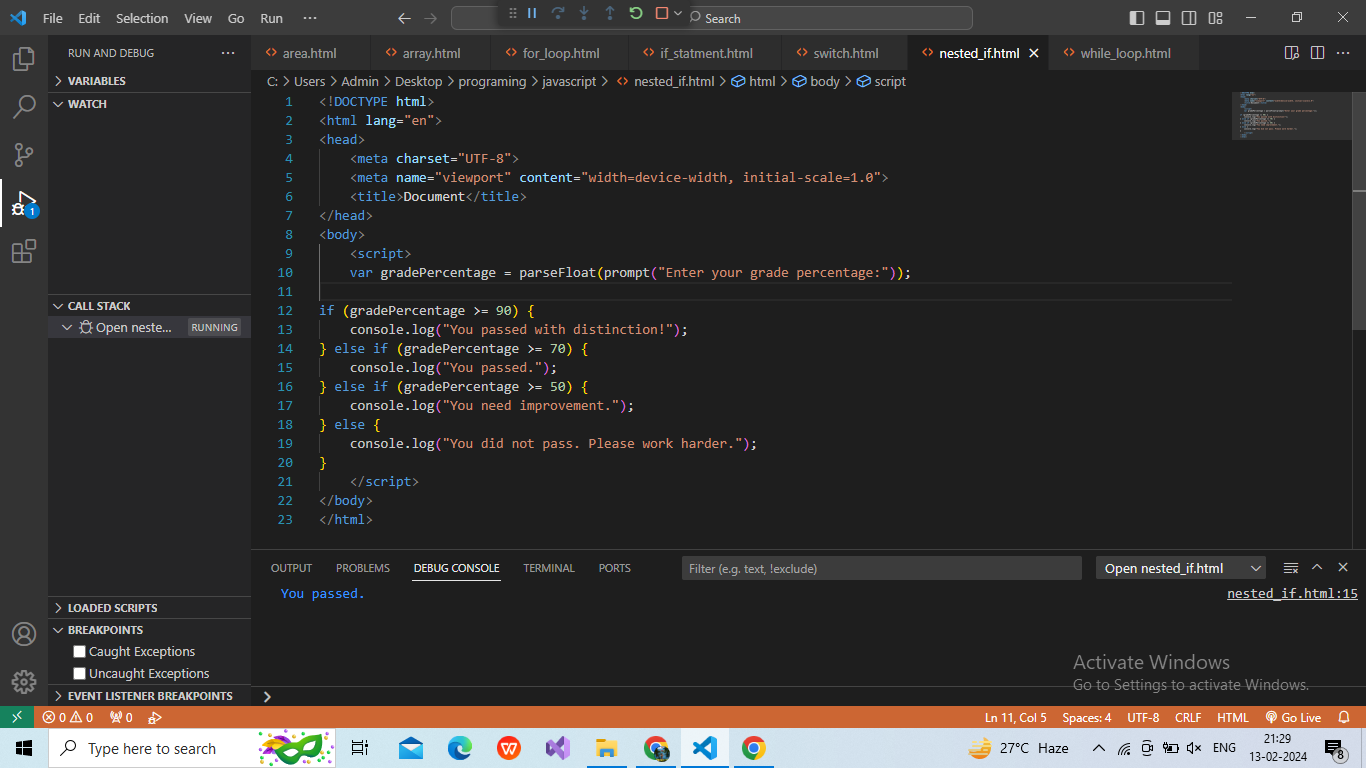 File Edit Selection View Go Run ··· Search
RUN AND DEBUG ···
VARIABLES
WATCH
CALL STACK
Open neste... RUNNING
LOADED SCRIPTS
BREAKPOINTS
Caught Exceptions
Uncaught Exceptions
EVENT LISTENER BREAKPOINTS
1
area.html array.html for_loop.html if_statment.html switch.html nested_if.html while_loop.html
C: > Users > Admin > Desktop > programing > javascript > nested_if.html > html > body > script
1 <!DOCTYPE html>
2 <html lang="en">
3 <head>
4 <meta charset="UTF-8">
5 <meta name="viewport" content="width=device-width, initial-scale=1.0">
6 <title>Document</title>
7 </head>
8 <body>
9 <script>
10 var gradePercentage = parseFloat(prompt("Enter your grade percentage:"));
11
12 if (gradePercentage >= 90) {
13 console.log("You passed with distinction!");
14 } else if (gradePercentage >= 70) {
15 console.log("You passed.");
16 } else if (gradePercentage >= 50) {
17 console.log("You need improvement.");
18 } else {
19 console.log("You did not pass. Please work harder.");
20 }
21 </script>
22 </body>
23 </html>
OUTPUT PROBLEMS DEBUG CONSOLE TERMINAL PORTS Filter (e.g. text, !exclude) Open nested_if.html
You passed. nested_if.html:15
Activate Windows
Go to Settings to activate Windows.
0 0 0 Ln 11, Col 5 Spaces: 4 UTF-8 CRLF HTML Go Live
Type here to search 27°C Haze ENG 21:29
13-02-2024 8